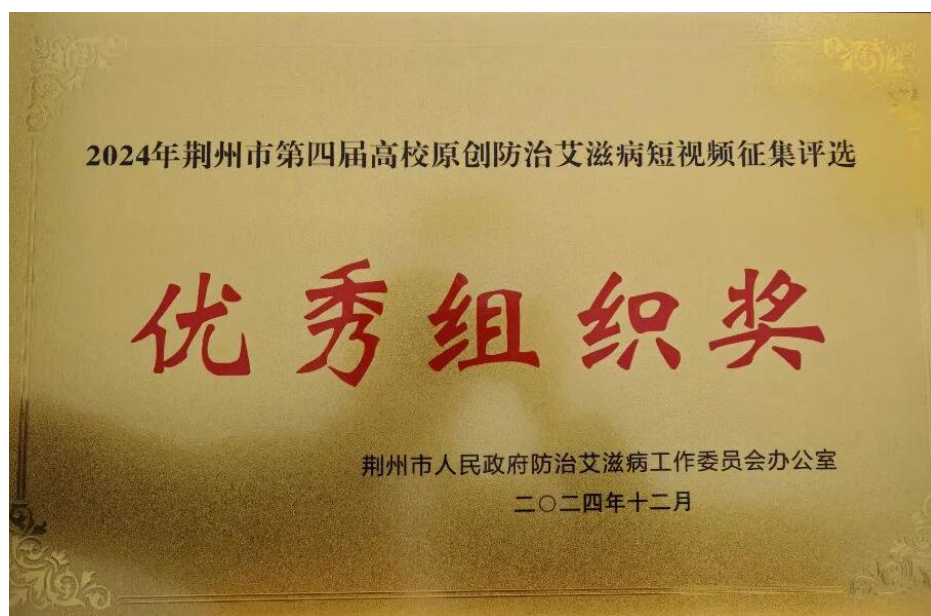 2024年荆州市第四届高校原创防治艾滋病短视频征集评选
优秀组织奖
荆州市人民政府防治艾滋病工作委员会办公室
二〇二四年十二月